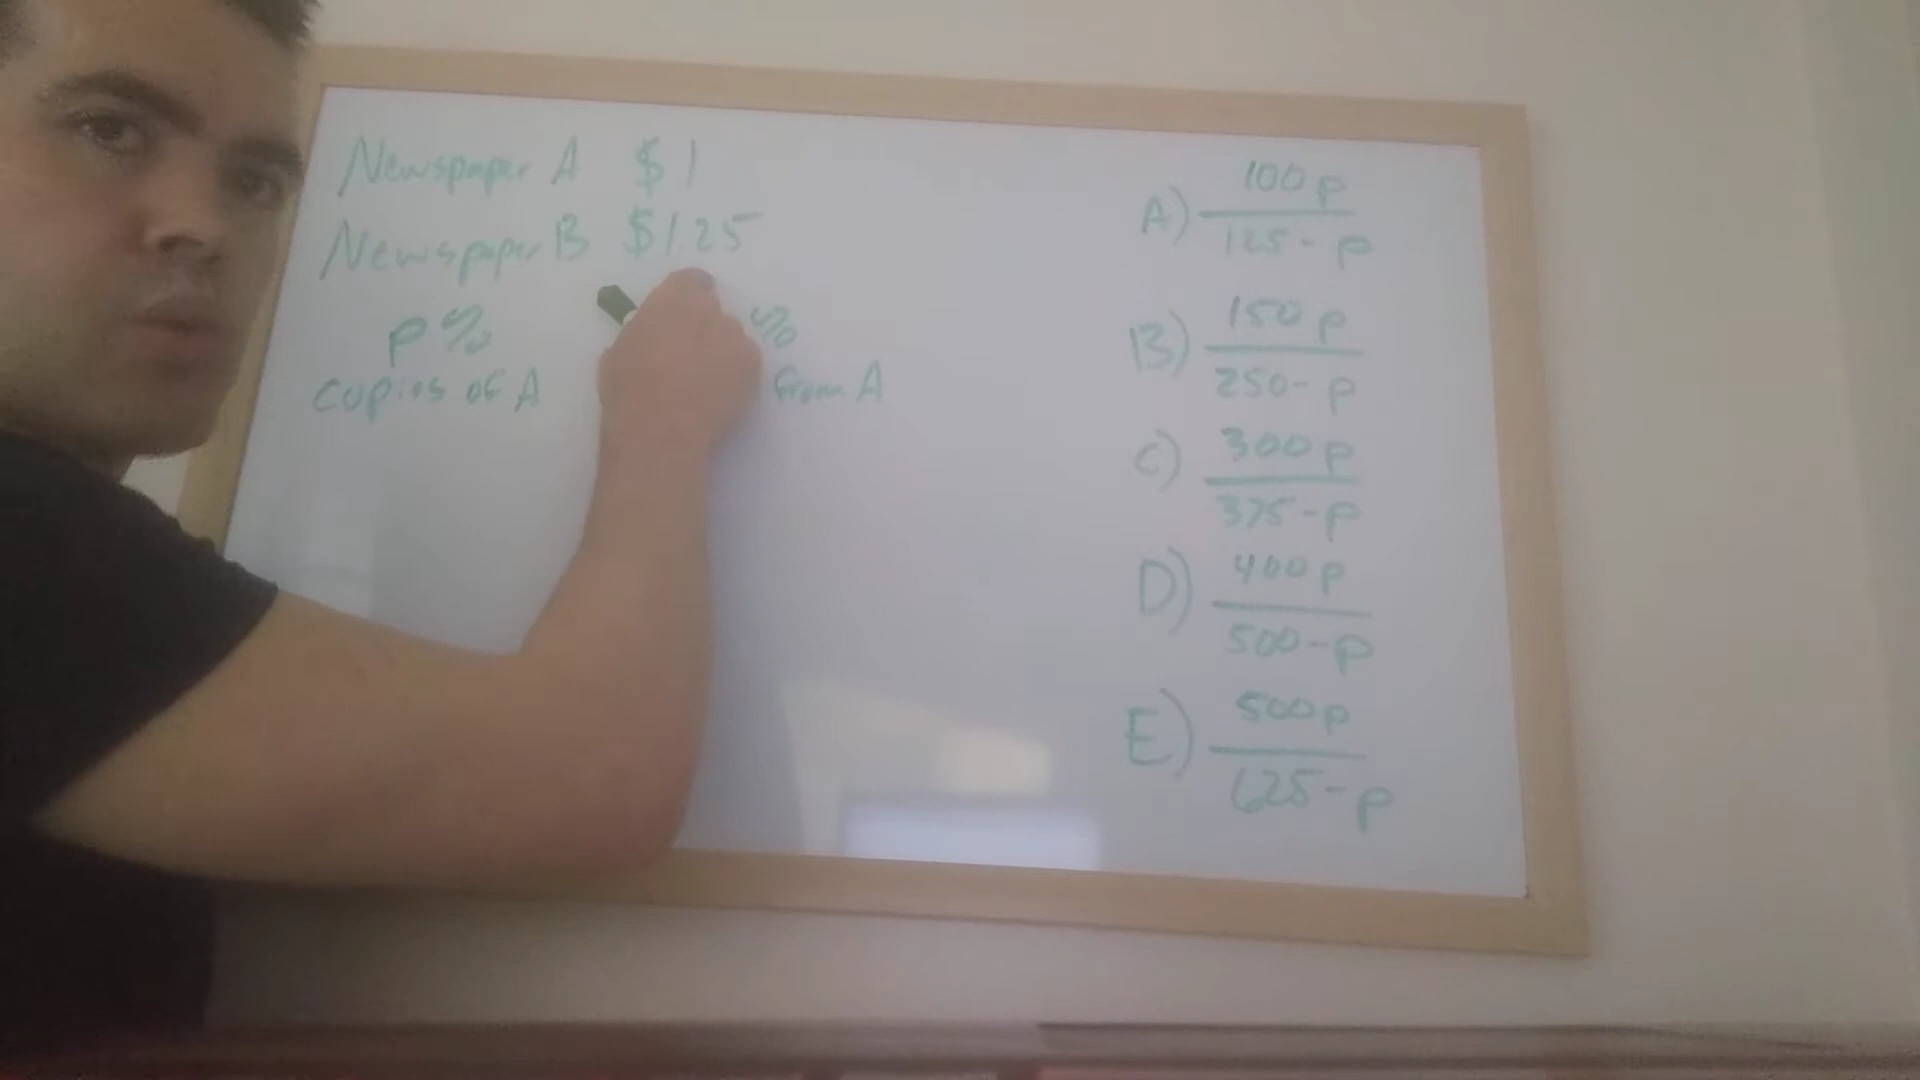 Newspaper A $1
Newspaper B $1.25
p% %
copies of A from A
A) 100p
125-p
B) 150p
250-p
C) 300p
375-p
D) 400p
500-p
E) 500p
625-p